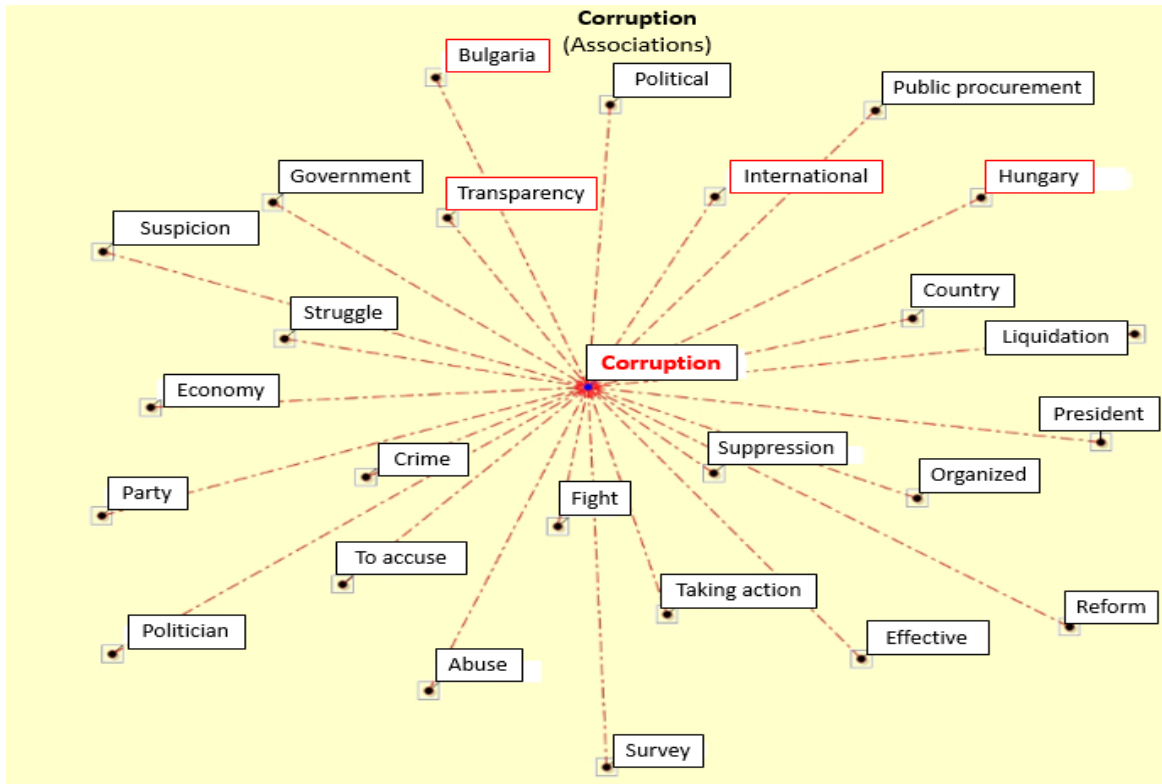 Corruption
(Associations)
Bulgaria
Political
Public procurement
Government
Transparency
International
Hungary
Suspicion
Struggle
Country
Liquidation
Corruption
Economy
President
Crime
Suppression
Organized
Party
Fight
To accuse
Taking action
Reform
Politician
Effective
Abuse
Survey